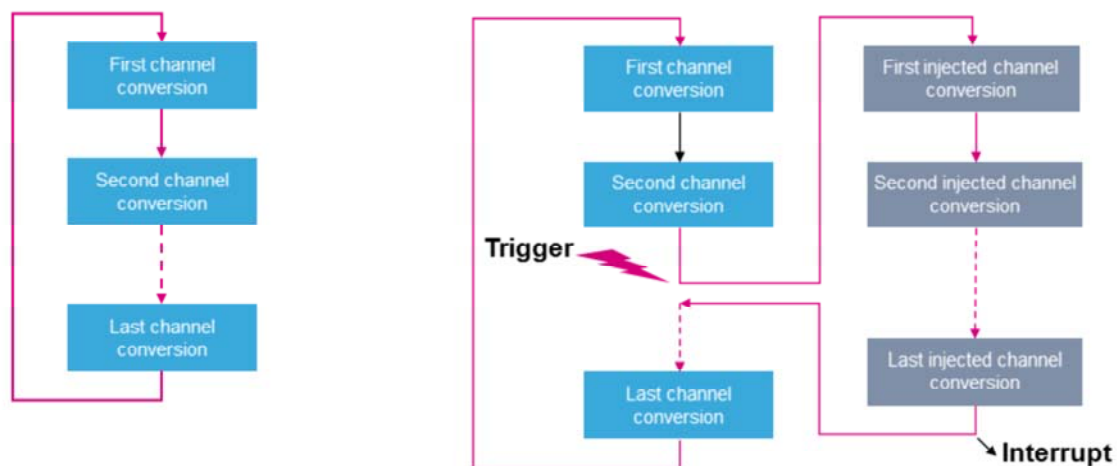 First channel
conversion
Second channel
conversion
Last channel
conversion
First channel
conversion
Second channel
conversion
Trigger
Last channel
conversion
First injected channel
conversion
Second injected channel
conversion
Last injected channel
conversion
Interrupt